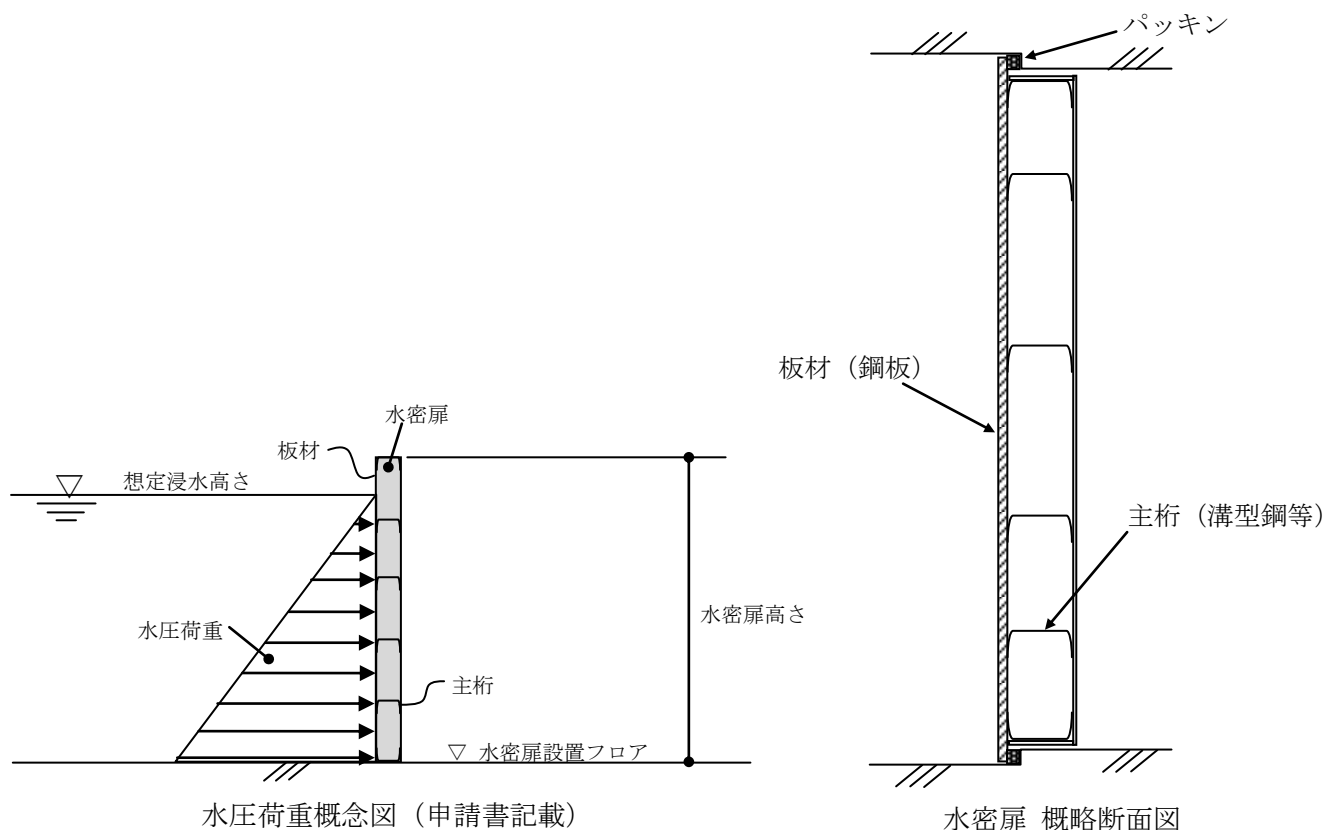 パッキン
板材（鋼板）
水密扉
板材
想定浸水高さ
主桁（溝型鋼等）
水圧荷重
水密扉高さ
主桁
▽ 水密扉設置フロア
水圧荷重概念図（申請書記載）
水密扉 概略断面図